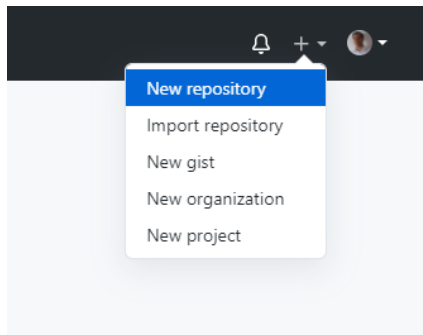 New repository
Import repository
New gist
New organization
New project